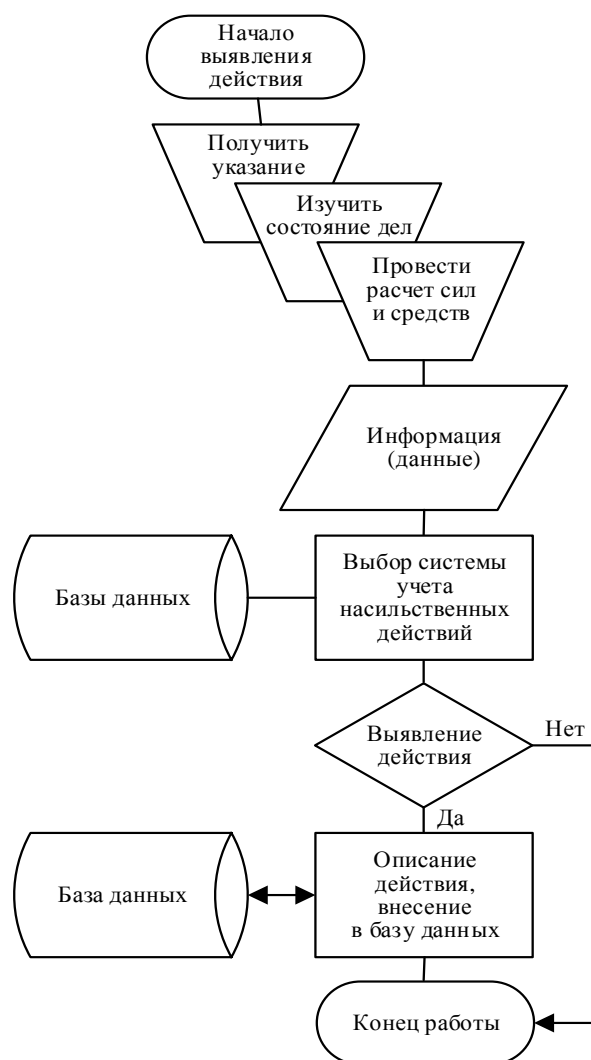 Начало
выявления
действия
Получить
указание
Изучить
состояние дел
Провести
расчет сил
и средств
Информация
(данные)
Базы данных
Выбор системы
учета
насильственных
действий
Выявление
действия
Нет
Да
База данных
Описание
действия,
внесение
в базу данных
Конец работы